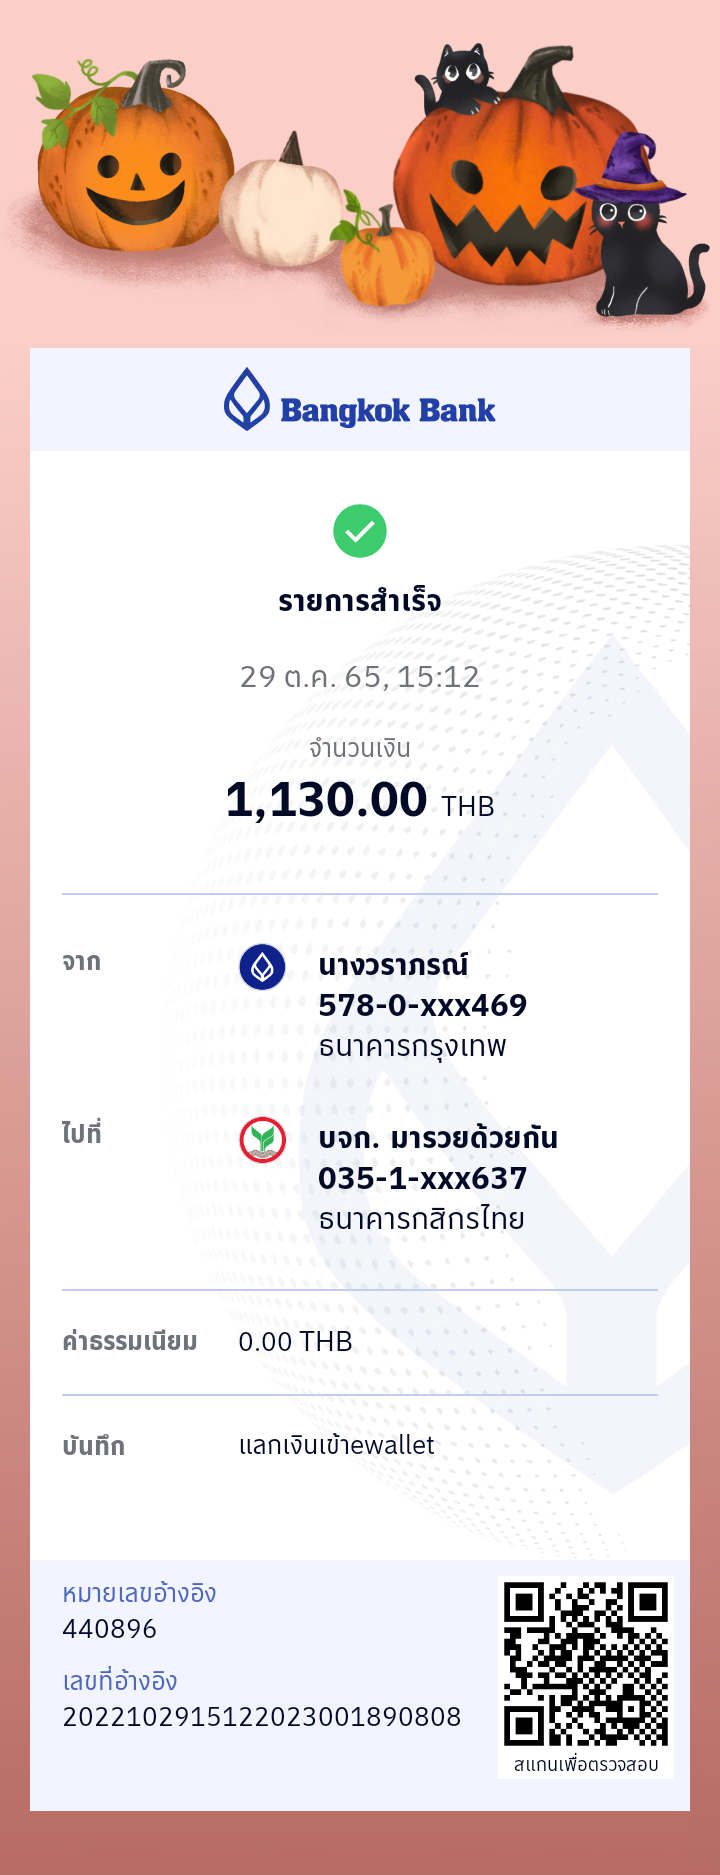 Bangkok Bank
รายการสำเร็จ
29 ต.ค. 65, 15:12
จำนวนเงิน
1,130.00 THB
จาก
นางวราภรณ์
578-0-xxx469
ธนาคารกรุงเทพ
ไปที่
บจก. มารวยด้วยกัน
035-1-xxx637
ธนาคารกสิกรไทย
ค่าธรรมเนียม 0.00 THB
บันทึก แลกเงินเข้าewallet
หมายเลขอ้างอิง
440896
เลขที่อ้างอิง
2022102915122023001890808
สแกนเพื่อตรวจสอบ